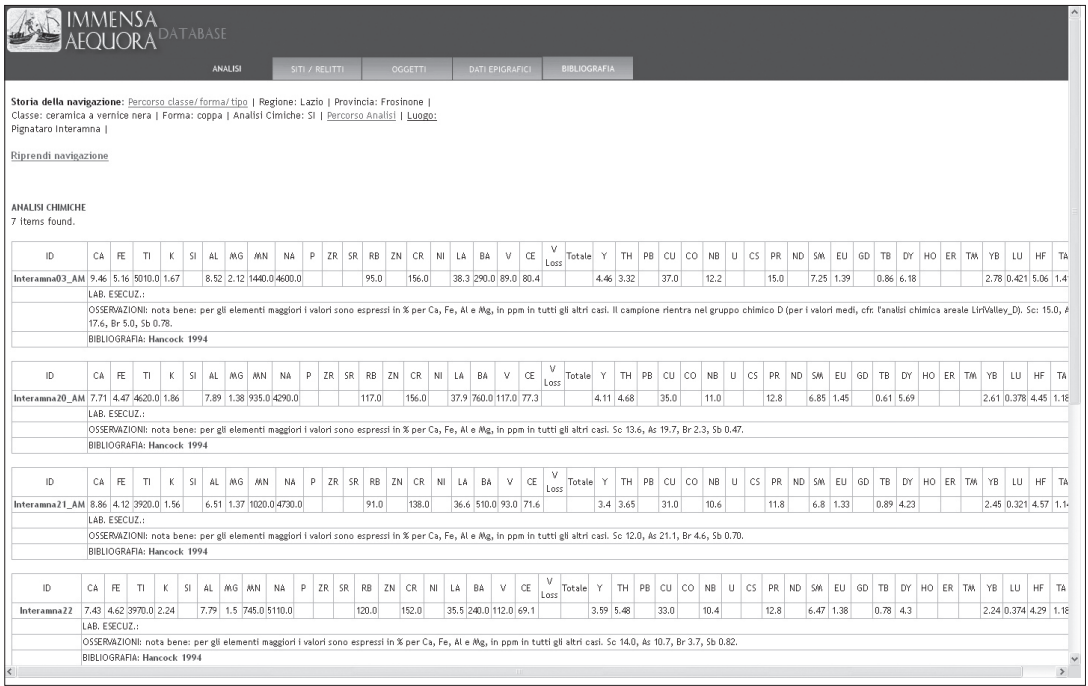 IMMENSA
AEQUORA DATABASE
ANALISI SITI / RELITTI OGGETTI DATI EPIGRAFICI BIBLIOGRAFIA
Storia della navigazione: Percorso classe/forma/tipo | Regione: Lazio | Provincia: Frosinone |
Classe: ceramica a vernice nera | Forma: coppa | Analisi Cimiche: SI | Percorso Analisi | Luogo:
Pignataro Interamna |
Riprendi navigazione
ANALISI CHIMICHE
7 items found.
ID CA FE TI K SI AL MG MN NA P ZR SR RB ZN CR NI LA BA V CE V Loss Totale Y TH PB CU CO NB U CS PR ND SM EU GD TB DY HO ER TM YB LU HF TA
Interamna03_AM 9.46 5.16 5010.0 1.67 8.52 2.12 1440.0 4600.0 95.0 156.0 38.3 290.0 89.0 80.4 4.46 3.32 37.0 12.2 15.0 7.25 1.39 0.86 6.18 2.78 0.421 5.06 1.4
LAB. ESECUZ.:
OSSERVAZIONI: nota bene: per gli elementi maggiori i valori sono espressi in % per Ca, Fe, Al e Mg, in ppm in tutti gli altri casi. Il campione rientra nel gruppo chimico D (per i valori medi, cfr. l'analisi chimica areale LiriValley_D). Sc: 15.0, A
17.6, Br 5.0, Sb 0.78.
BIBLIOGRAFIA: Hancock 1994
ID CA FE TI K SI AL MG MN NA P ZR SR RB ZN CR NI LA BA V CE V Loss Totale Y TH PB CU CO NB U CS PR ND SM EU GD TB DY HO ER TM YB LU HF TA
Interamna20_AM 7.71 4.47 4620.0 1.86 7.89 1.38 935.0 4290.0 117.0 156.0 37.9 760.0 117.0 77.3 4.11 4.68 35.0 11.0 12.8 6.85 1.45 0.61 5.69 2.61 0.378 4.45 1.18
LAB. ESECUZ.:
OSSERVAZIONI: nota bene: per gli elementi maggiori i valori sono espressi in % per Ca, Fe, Al e Mg, in ppm in tutti gli altri casi. Sc 13.6, As 19.7, Br 2.3, Sb 0.47.
BIBLIOGRAFIA: Hancock 1994
ID CA FE TI K SI AL MG MN NA P ZR SR RB ZN CR NI LA BA V CE V Loss Totale Y TH PB CU CO NB U CS PR ND SM EU GD TB DY HO ER TM YB LU HF TA
Interamna21_AM 8.86 4.12 3920.0 1.56 6.51 1.37 1020.0 4730.0 91.0 138.0 36.6 510.0 93.0 71.6 3.4 3.65 31.0 10.6 11.8 6.8 1.33 0.89 4.23 2.45 0.321 4.57 1.14
LAB. ESECUZ.:
OSSERVAZIONI: nota bene: per gli elementi maggiori i valori sono espressi in % per Ca, Fe, Al e Mg, in ppm in tutti gli altri casi. Sc 12.0, As 21.1, Br 4.6, Sb 0.70.
BIBLIOGRAFIA: Hancock 1994
ID CA FE TI K SI AL MG MN NA P ZR SR RB ZN CR NI LA BA V CE V Loss Totale Y TH PB CU CO NB U CS PR ND SM EU GD TB DY HO ER TM YB LU HF TA
Interamna22 7.43 4.62 3970.0 2.24 7.79 1.5 745.0 5110.0 120.0 152.0 35.5 240.0 112.0 69.1 3.59 5.48 33.0 10.4 12.8 6.47 1.38 0.78 4.3 2.24 0.374 4.29 1.18
LAB. ESECUZ.:
OSSERVAZIONI: nota bene: per gli elementi maggiori i valori sono espressi in % per Ca, Fe, Al e Mg, in ppm in tutti gli altri casi. Sc 14.0, As 10.7, Br 3.7, Sb 0.82.
BIBLIOGRAFIA: Hancock 1994